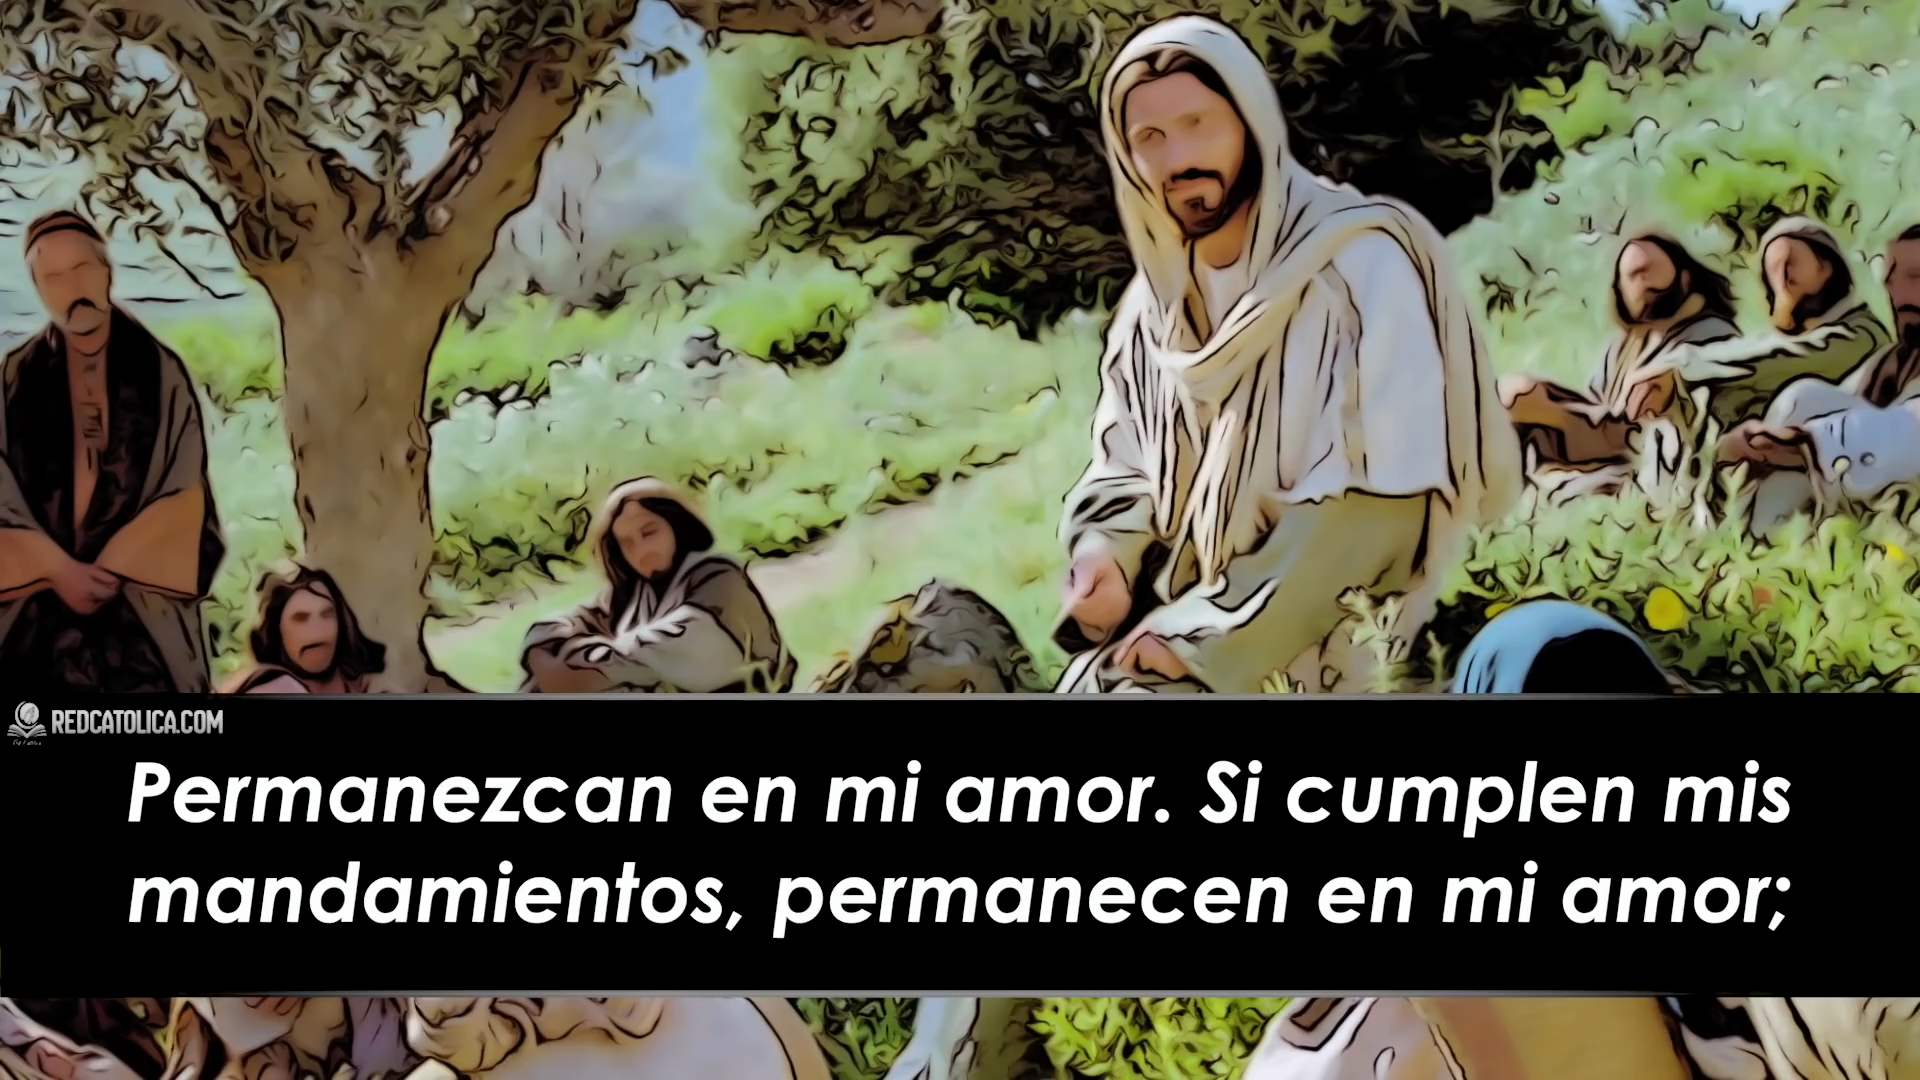 REDCATOLICA.COM
Permanezcan en mi amor. Si cumplen mis
mandamientos, permanecen en mi amor;